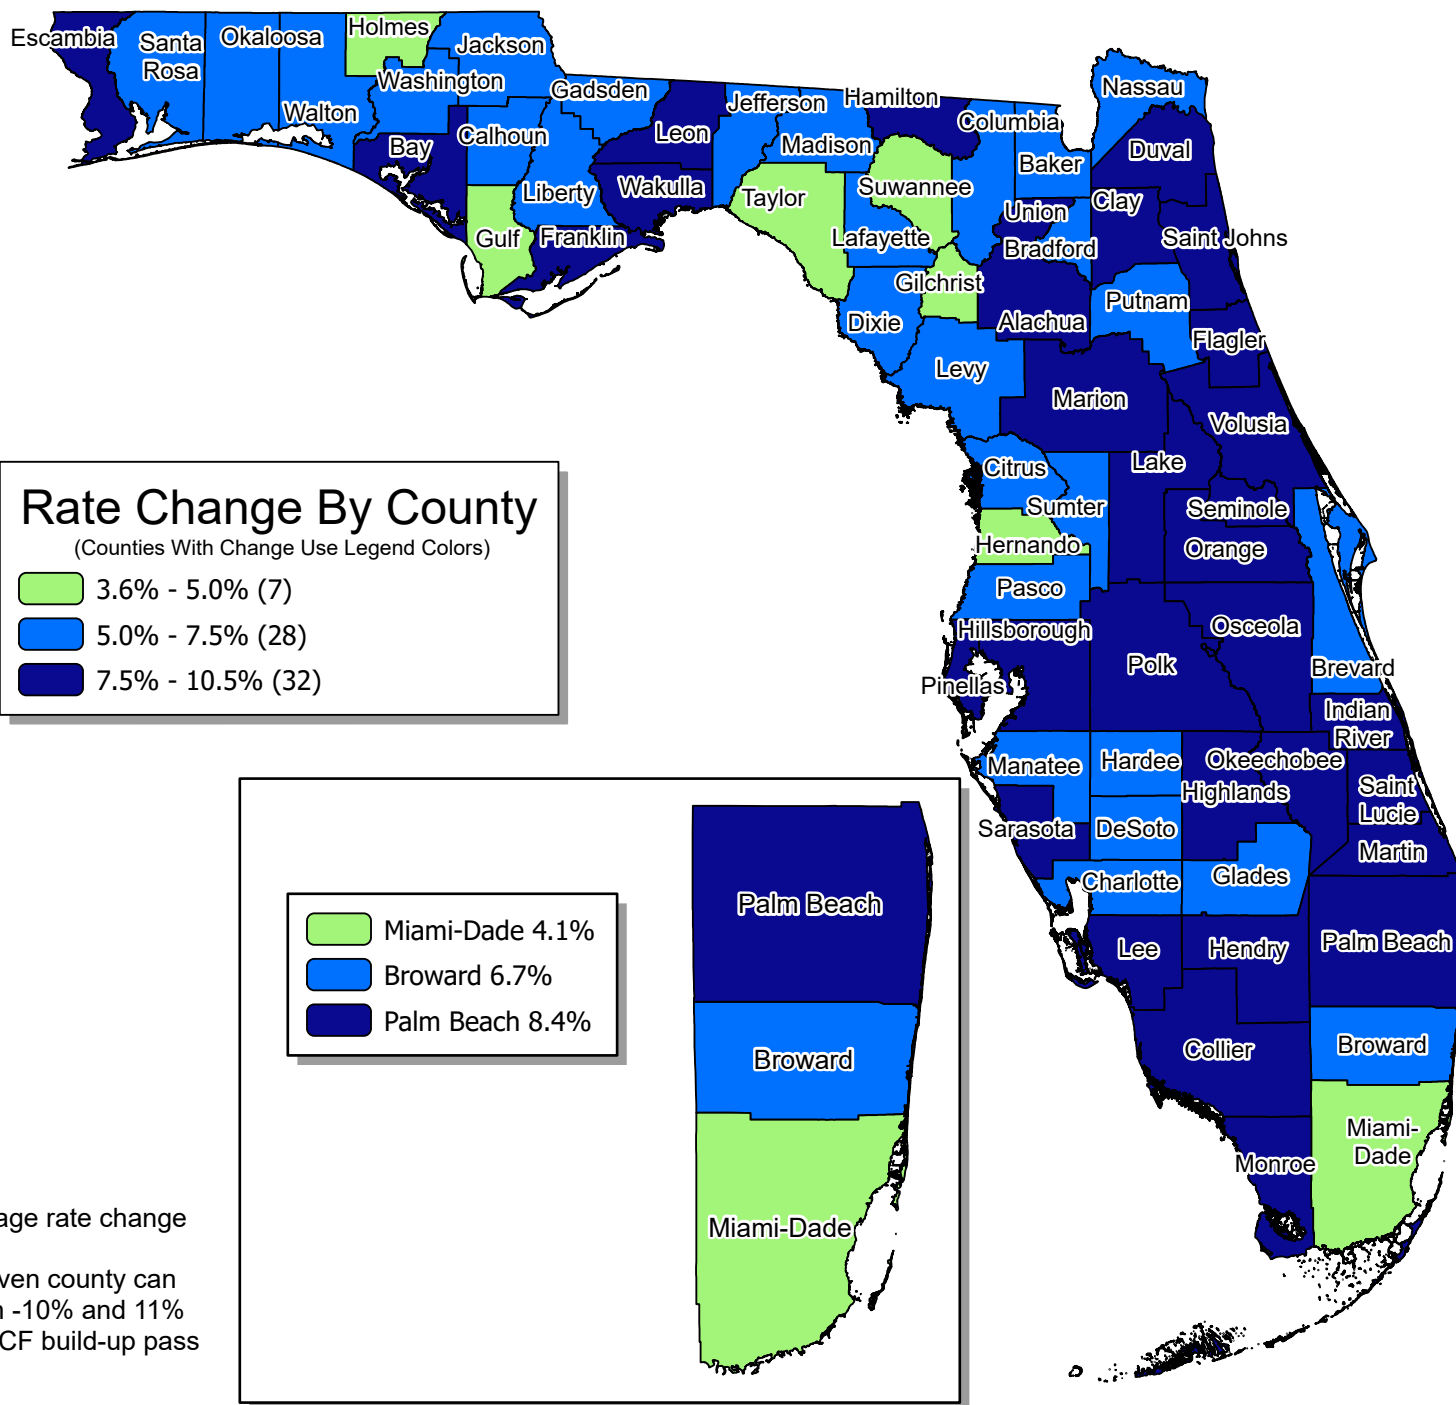 Escambia
Santa
Rosa
Okaloosa
Walton
Holmes
Washington
Jackson
Bay
Calhoun
Gulf
Gadsden
Liberty
Franklin
Leon
Wakulla
Jefferson
Madison
Taylor
Hamilton
Suwannee
Lafayette
Gilchrist
Dixie
Columbia
Baker
Nassau
Duval
Union
Bradford
Clay
Saint Johns
Alachua
Putnam
Flagler
Levy
Marion
Volusia
Citrus
Sumter
Lake
Seminole
Hernando
Orange
Pasco
Osceola
Hillsborough
Polk
Brevard
Pinellas
Indian
River
Manatee
Hardee
Okeechobee
Highlands
Saint
Lucie
Sarasota
DeSoto
Martin
Charlotte
Glades
Lee
Hendry
Palm Beach
Collier
Broward
Miami-
Dade
Monroe
Rate Change By County
(Counties With Change Use Legend Colors)
3.6% - 5.0% (7)
5.0% - 7.5% (28)
7.5% - 10.5% (32)
Miami-Dade 4.1%
Broward 6.7%
Palm Beach 8.4%
Palm Beach
Broward
Miami-Dade
age rate change
ven county can
n -10% and 11%
CF build-up pass